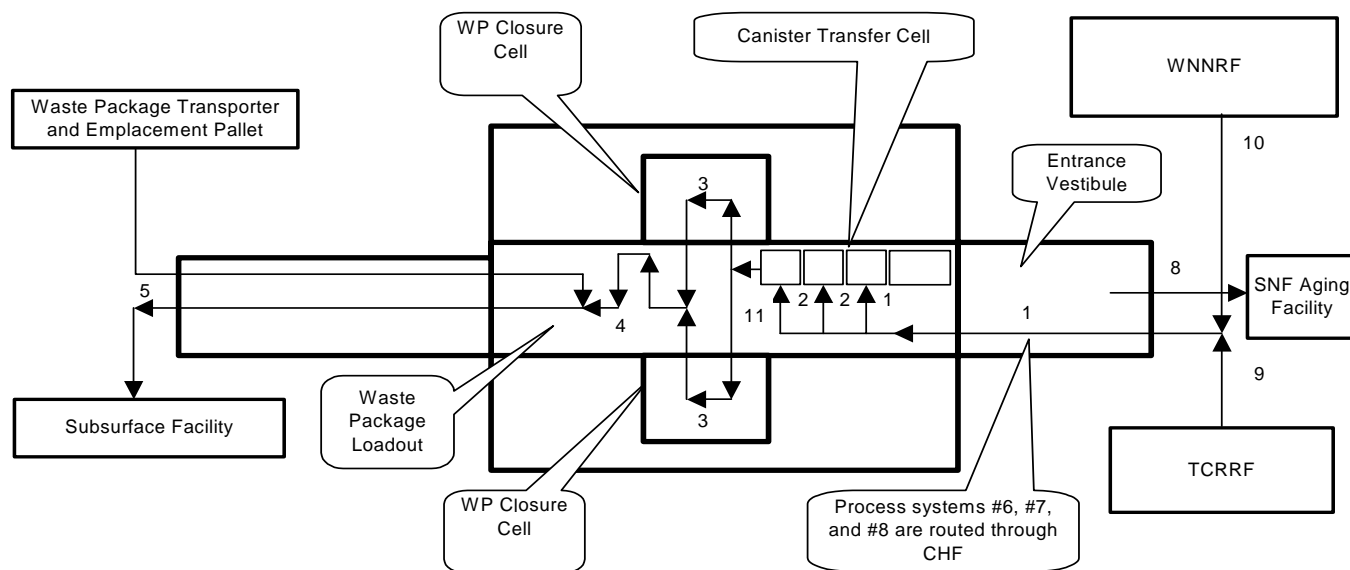 WP Closure
Cell
Canister Transfer Cell
WNNRF
Waste Package Transporter
and Emplacement Pallet
10
Entrance
Vestibule
3
8
SNF Aging
Facility
5
4
11
2
2
1
1
9
Waste
Package
Loadout
3
Subsurface Facility
TCRRF
WP Closure
Cell
Process systems #6, #7,
and #8 are routed through
CHF